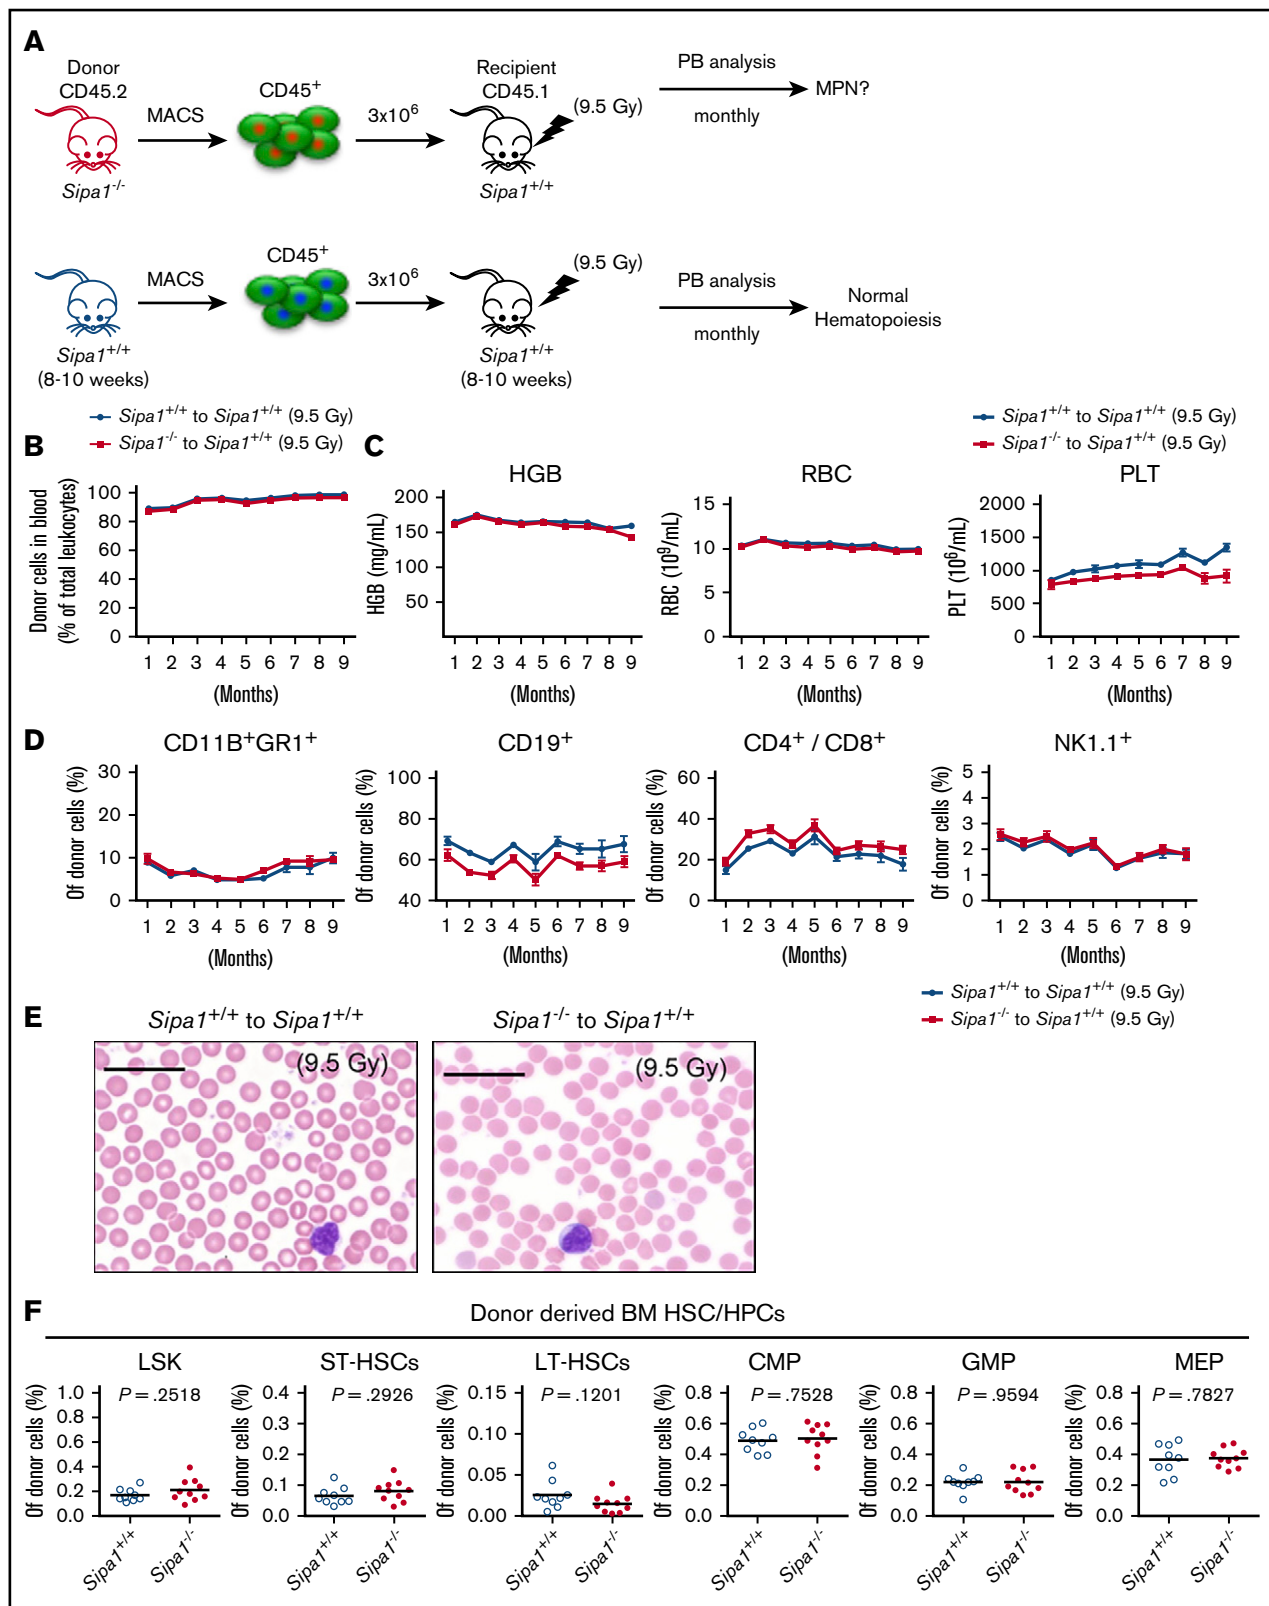 A
Donor
CD45.2
MACS
CD45+
3x10^6
Recipient
CD45.1
(9.5 Gy)
PB analysis
monthly
MPN?
Sipa1-/-
Sipa1+/+
MACS
CD45+
3x10^6
(9.5 Gy)
PB analysis
monthly
Normal
Hematopoiesis
Sipa1+/+
(8-10 weeks)
Sipa1+/+
(8-10 weeks)
Sipa1+/+ to Sipa1+/+ (9.5 Gy)
Sipa1-/- to Sipa1+/+ (9.5 Gy)
Sipa1+/+ to Sipa1+/+ (9.5 Gy)
Sipa1-/- to Sipa1+/+ (9.5 Gy)
B
Donor cells in blood
(% of total leukocytes)
100
80
60
40
20
0
1 2 3 4 5 6 7 8 9
(Months)
C
HGB
HGB (mg/mL)
200
150
100
50
1 2 3 4 5 6 7 8 9
(Months)
RBC
RBC (10^9/mL)
15
10
5
0
1 2 3 4 5 6 7 8 9
(Months)
PLT
PLT (10^6/mL)
2000
1500
1000
500
0
1 2 3 4 5 6 7 8 9
(Months)
D
CD11B+GR1+
Of donor cells (%)
30
20
10
0
1 2 3 4 5 6 7 8 9
(Months)
CD19+
Of donor cells (%)
100
80
60
40
1 2 3 4 5 6 7 8 9
(Months)
CD4+ / CD8+
Of donor cells (%)
60
40
20
0
1 2 3 4 5 6 7 8 9
(Months)
NK1.1+
Of donor cells (%)
5
4
3
2
1
0
1 2 3 4 5 6 7 8 9
(Months)
Sipa1+/+ to Sipa1+/+ (9.5 Gy)
Sipa1-/- to Sipa1+/+ (9.5 Gy)
E
Sipa1+/+ to Sipa1+/+
(9.5 Gy)
Sipa1-/- to Sipa1+/+
(9.5 Gy)
F
Donor derived BM HSC/HPCs
LSK
P = .2518
Of donor cells (%)
1.0
0.8
0.6
0.4
0.2
0.0
Sipa1+/+
Sipa1-/-
ST-HSCs
P = .2926
Of donor cells (%)
0.4
0.3
0.2
0.1
0.0
Sipa1+/+
Sipa1-/-
LT-HSCs
P = .1201
Of donor cells (%)
0.15
0.10
0.05
0.00
Sipa1+/+
Sipa1-/-
CMP
P = .7528
Of donor cells (%)
0.8
0.6
0.4
0.2
0.0
Sipa1+/+
Sipa1-/-
GMP
P = .9594
Of donor cells (%)
0.8
0.6
0.4
0.2
0.0
Sipa1+/+
Sipa1-/-
MEP
P = .7827
Of donor cells (%)
0.8
0.6
0.4
0.2
0.0
Sipa1+/+
Sipa1-/-